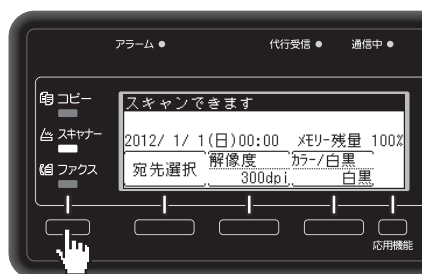 アラーム 代行受信 通信中
コピー
スキャナー
ファクス
スキャンできます
2012/ 1/ 1(日)00:00 メモリー残量 100%
宛先選択 解像度 300dpi カラー/白黒 白黒
応用機能